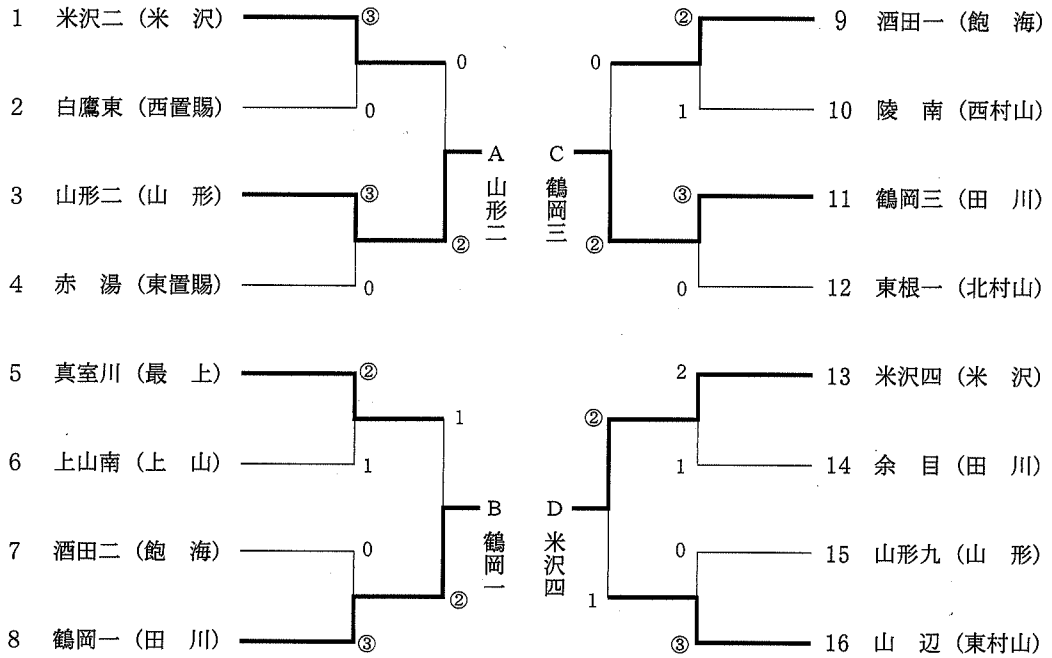 1 米沢二 (米 沢) ③
0
2 白鷹東 (西置賜) 0
A 山形二
3 山形二 (山 形) ③
②
4 赤 湯 (東置賜) 0
5 真室川 (最 上) ②
1
6 上山南 (上 山) 1
B 鶴岡一
7 酒田二 (飽 海) 0
②
8 鶴岡一 (田 川) ③
② 9 酒田一 (飽 海)
0
1 10 陵 南 (西村山)
C 鶴岡三
③ 11 鶴岡三 (田 川)
②
0 12 東根一 (北村山)
2 13 米沢四 (米 沢)
②
1 14 余 目 (田 川)
D 米沢四
0 15 山形九 (山 形)
1
③ 16 山 辺 (東村山)